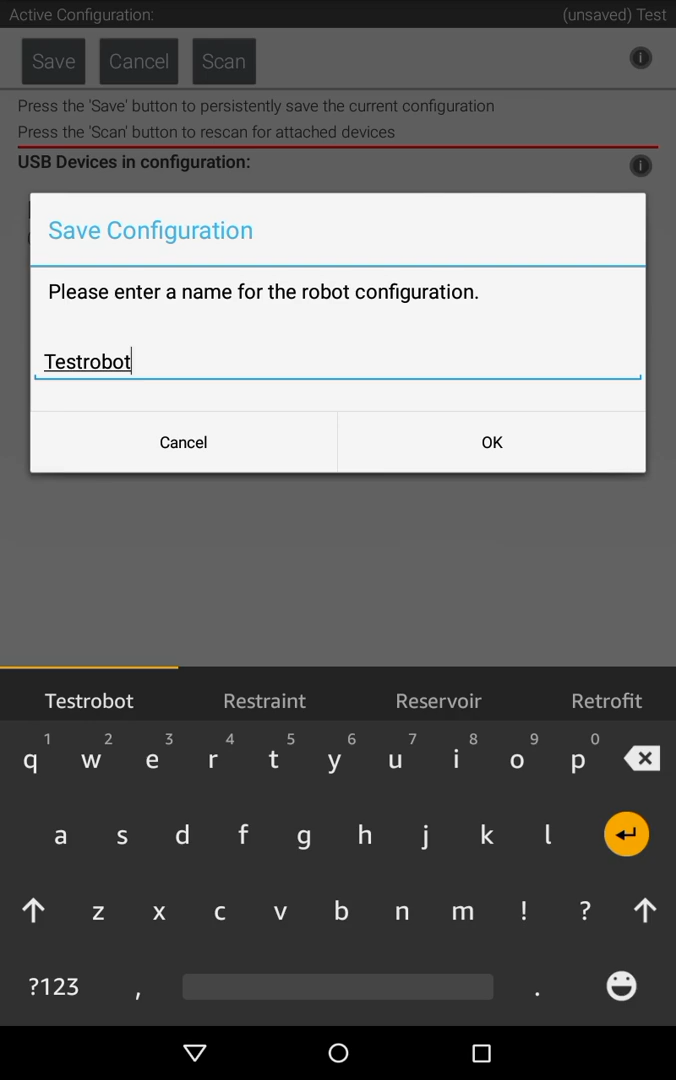 Active Configuration: (unsaved) Test
Save Cancel Scan
Press the 'Save' button to persistently save the current configuration
Press the 'Scan' button to rescan for attached devices
USB Devices in configuration:
Save Configuration
Please enter a name for the robot configuration.
Testrobot
Cancel OK
Testrobot Restraint Reservoir Retrofit
1 2 3 4 5 6 7 8 9 0
q w e r t y u i o p
a s d f g h j k l
z x c v b n m ! ?
?123 , .